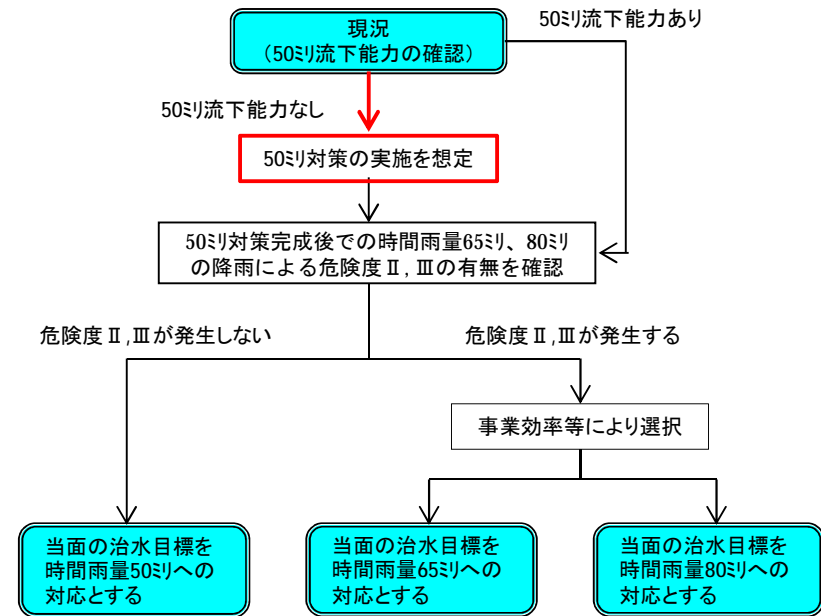 現況
(50ミリ流下能力の確認)
50ミリ流下能力あり
50ミリ流下能力なし
50ミリ対策の実施を想定
50ミリ対策完成後での時間雨量65ミリ、80ミリ
の降雨による危険度Ⅱ,Ⅲの有無を確認
危険度Ⅱ,Ⅲが発生しない
危険度Ⅱ,Ⅲが発生する
事業効率等により選択
当面の治水目標を
時間雨量50ミリへの
対応とする
当面の治水目標を
時間雨量65ミリへの
対応とする
当面の治水目標を
時間雨量80ミリへの
対応とする